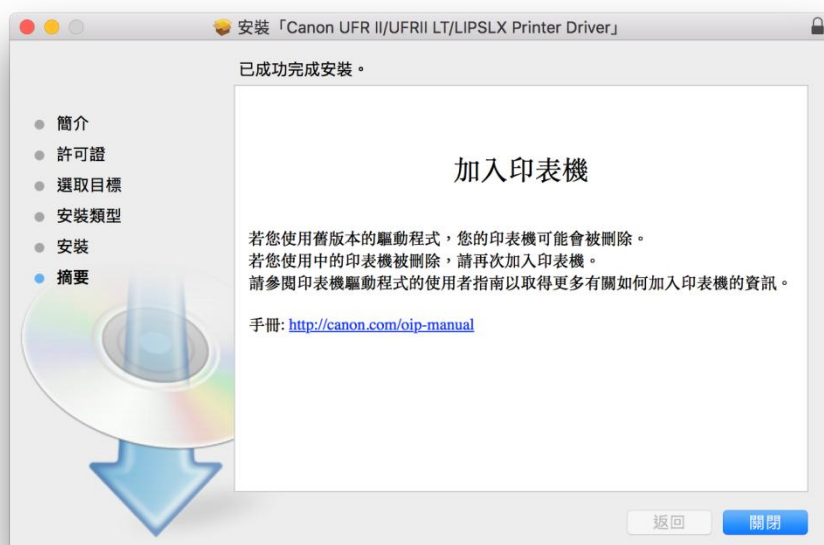 安裝「Canon UFR II/UFRII LT/LIPSLX Printer Driver」
已成功完成安裝。
簡介
許可證
選取目標
安裝類型
安裝
摘要
加入印表機
若您使用舊版本的驅動程式，您的印表機可能會被刪除。
若您使用中的印表機被刪除，請再次加入印表機。
請參閱印表機驅動程式的使用者指南以取得更多有關如何加入印表機的資訊。
手冊: http://canon.com/oip-manual
返回
關閉